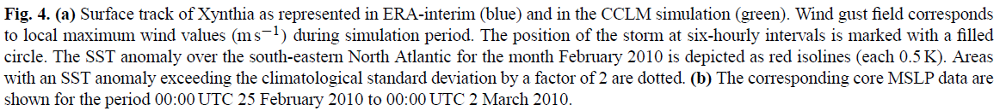 Fig. 4. (a) Surface track of Xynthia as represented in ERA-interim (blue) and in the CCLM simulation (green). Wind gust field corresponds
to local maximum wind values (m s−1) during simulation period. The position of the storm at six-hourly intervals is marked with a filled
circle. The SST anomaly over the south-eastern North Atlantic for the month February 2010 is depicted as red isolines (each 0.5 K). Areas
with an SST anomaly exceeding the climatological standard deviation by a factor of 2 are dotted. (b) The corresponding core MSLP data are
shown for the period 00:00 UTC 25 February 2010 to 00:00 UTC 2 March 2010.